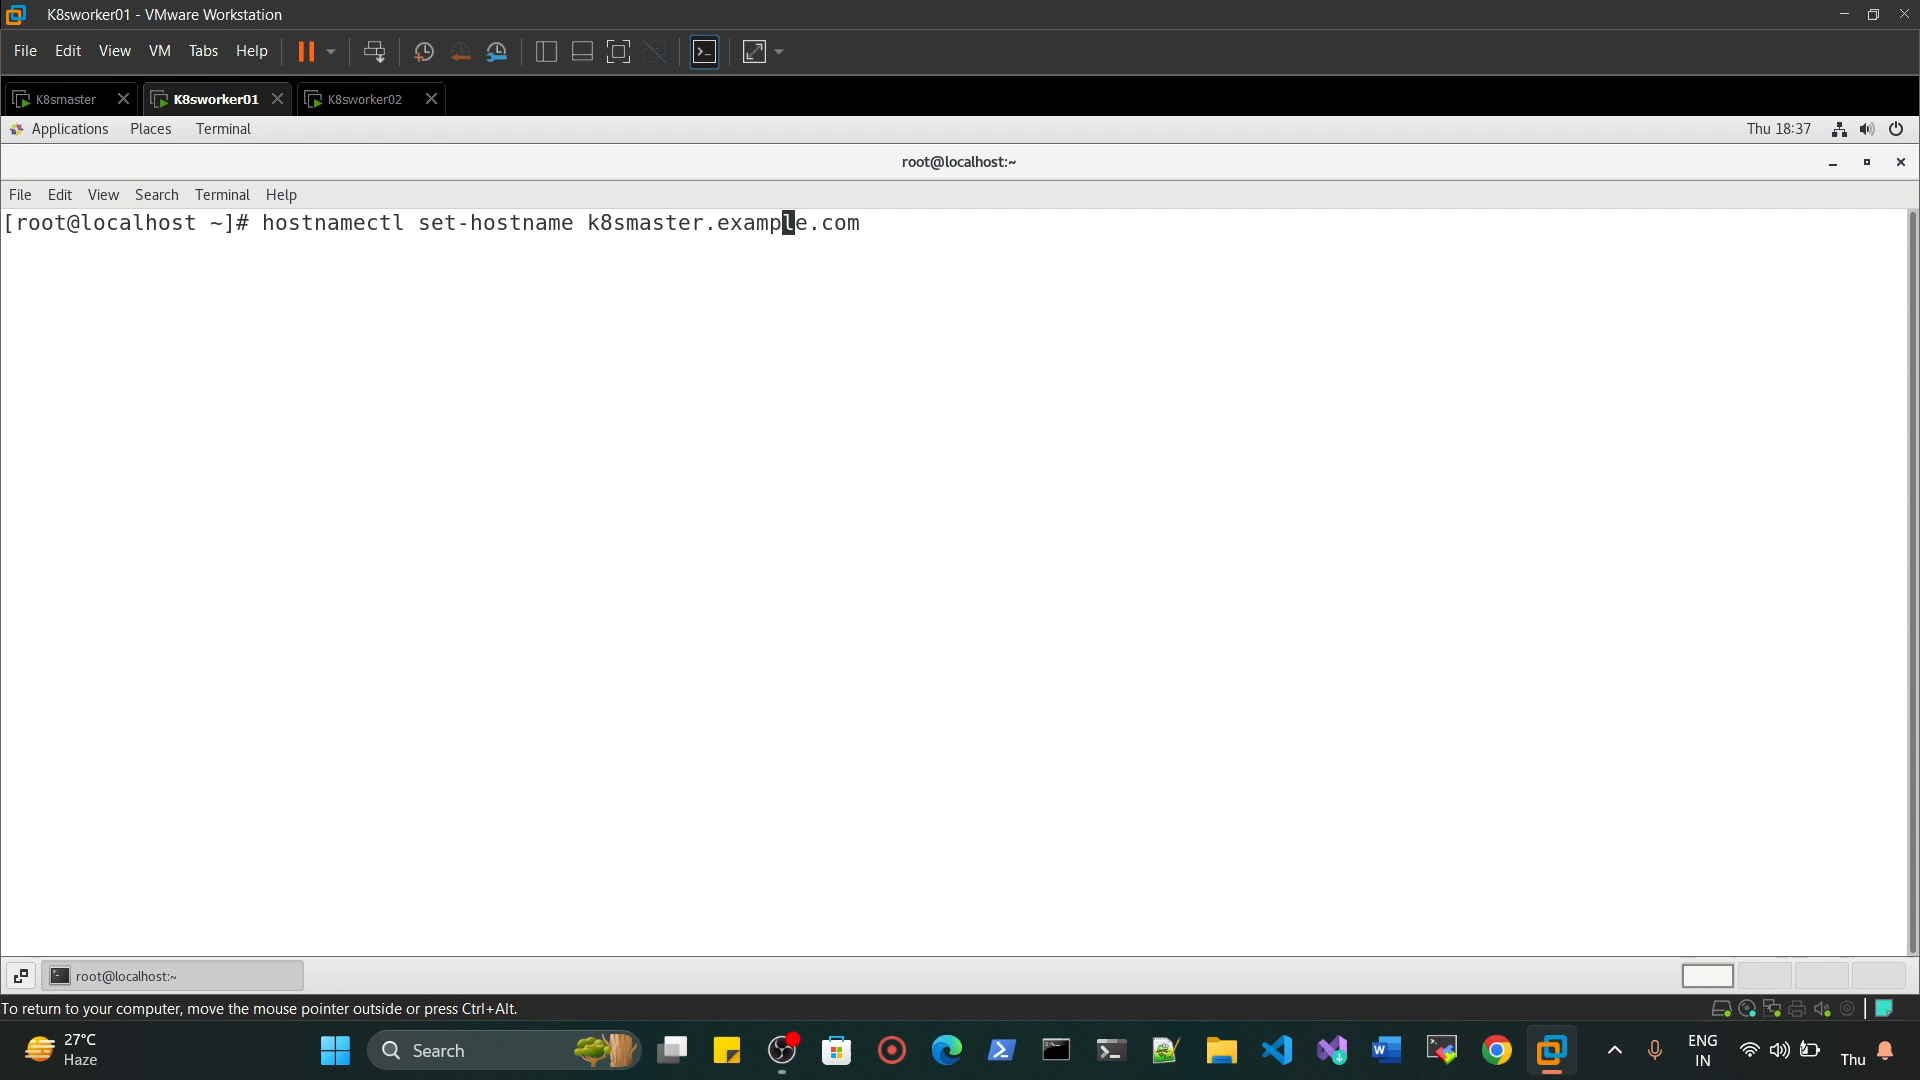 K8sworker01 - VMware Workstation
File Edit View VM Tabs Help
K8smaster K8sworker01 K8sworker02
Applications Places Terminal Thu 18:37
root@localhost:~
File Edit View Search Terminal Help
[root@localhost ~]# hostnamectl set-hostname k8smaster.example.com
root@localhost:~
To return to your computer, move the mouse pointer outside or press Ctrl+Alt.
27°C
Haze
Search
ENG
IN
Thu